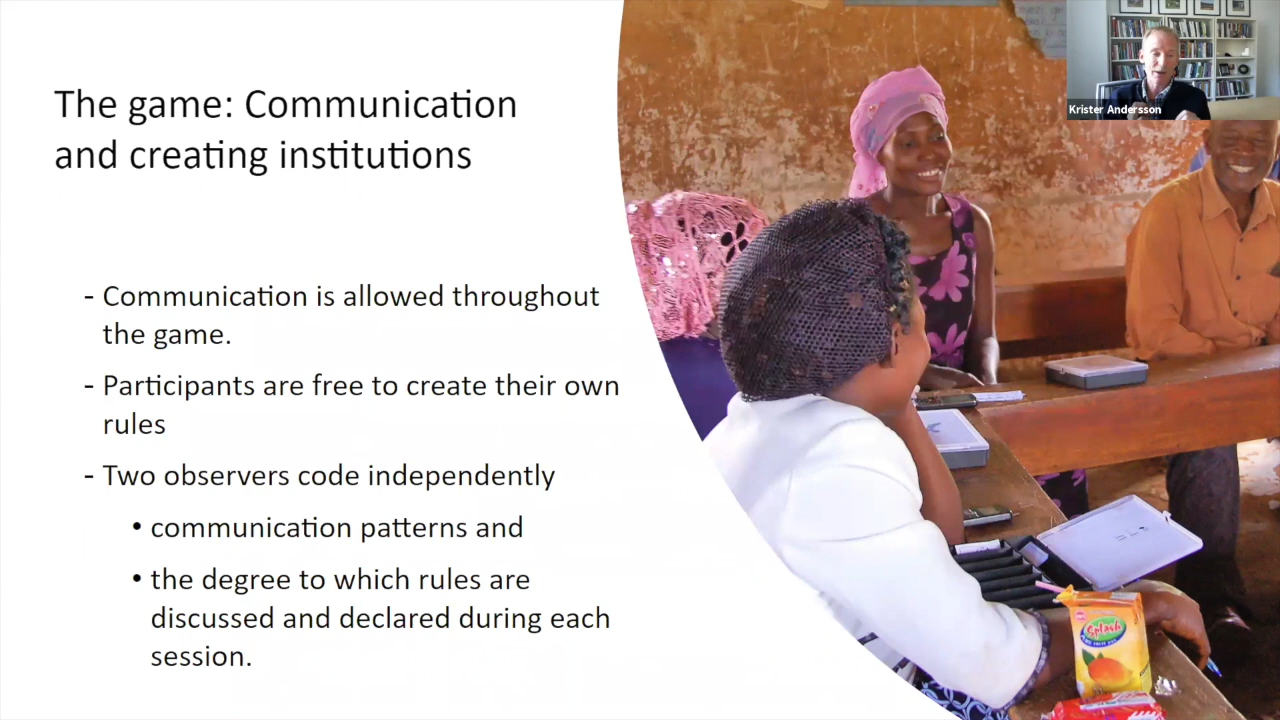 The game: Communication
and creating institutions
- Communication is allowed throughout
the game.
- Participants are free to create their own
rules
- Two observers code independently
• communication patterns and
• the degree to which rules are
discussed and declared during each
session.
Krister Andersson
Splash